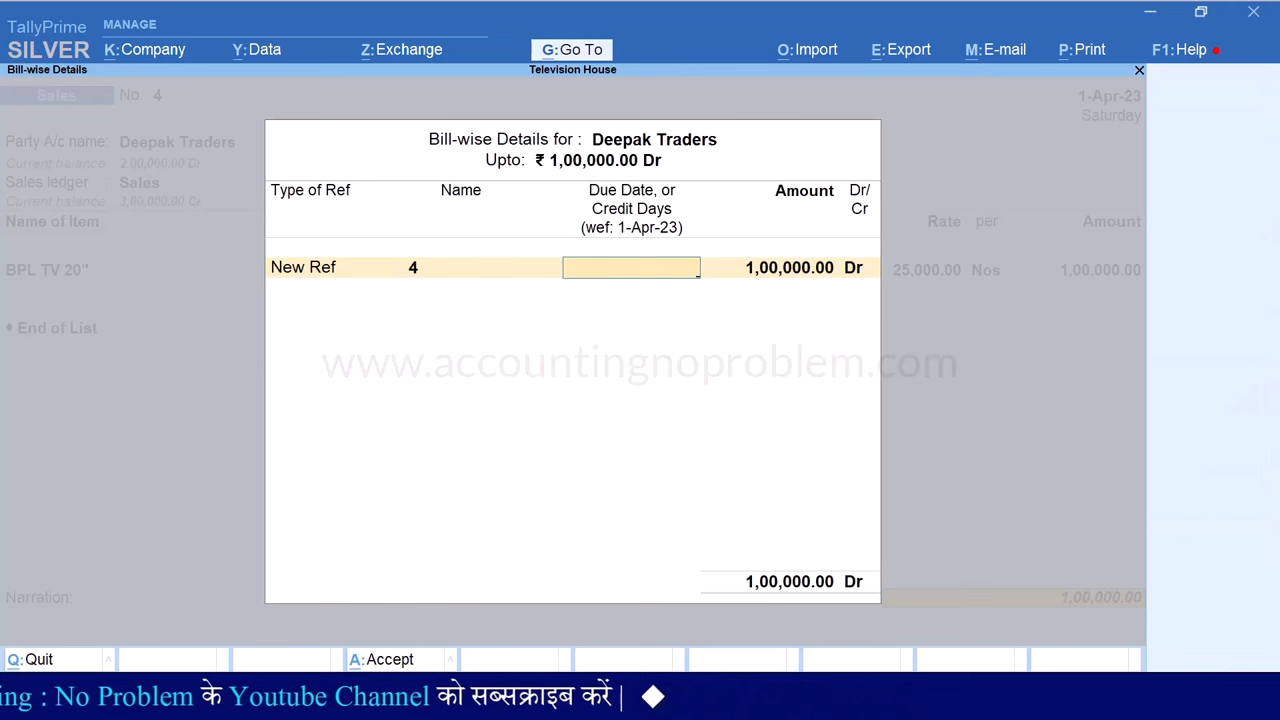 TallyPrime MANAGE
SILVER K:Company Y:Data Z:Exchange G:Go To O:Import E:Export M:E-mail P:Print F1:Help
Bill-wise Details Television House
Sales No. 4 1-Apr-23
Saturday
Party A/c name: Deepak Traders
Current balance 2,00,000.00 Dr
Sales ledger : Sales
Current balance : 3,00,000.00 Cr
Name of Item Rate per Amount
BPL TV 20" 25,000.00 Nos 1,00,000.00
♦ End of List
Bill-wise Details for : Deepak Traders
Upto: ₹ 1,00,000.00 Dr
Type of Ref Name Due Date, or Amount Dr/
Credit Days Cr
(wef: 1-Apr-23)
New Ref 4 1,00,000.00 Dr
www.accountingnoproblem.com
1,00,000.00 Dr
Narration: 1,00,000.00
Q:Quit A:Accept
ing : No Problem के Youtube Channel को सब्सक्राइब करें | ◆